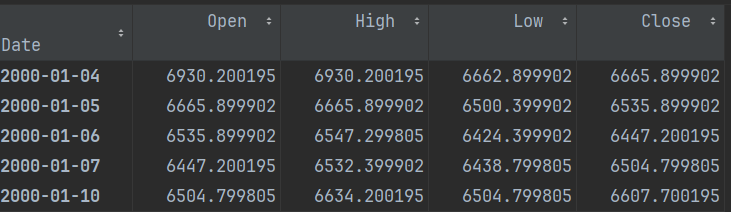 Open High Low Close
Date
2000-01-04 6930.200195 6930.200195 6662.899902 6665.899902
2000-01-05 6665.899902 6665.899902 6500.399902 6535.899902
2000-01-06 6535.899902 6547.299805 6424.399902 6447.200195
2000-01-07 6447.200195 6532.399902 6438.799805 6504.799805
2000-01-10 6504.799805 6634.200195 6504.799805 6607.700195